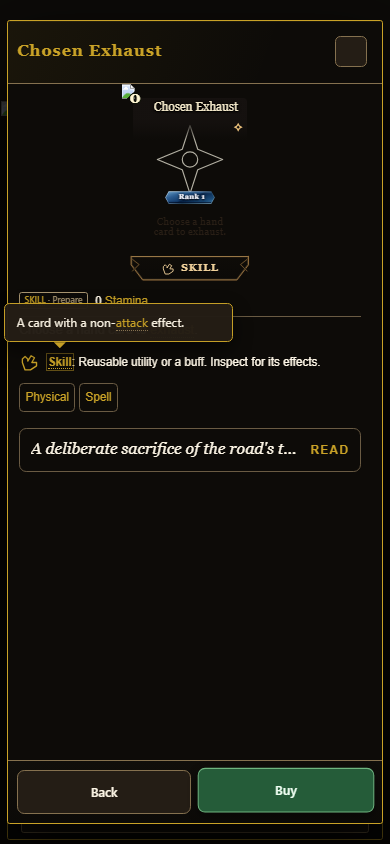 Chosen Exhaust
0
Chosen Exhaust
Rank 1
Choose a hand
card to exhaust.
SKILL
SKILL · Prepare 0 Stamina
A card with a non-attack effect.
Skill: Reusable utility or a buff. Inspect for its effects.
Physical Spell
A deliberate sacrifice of the road's t... READ
Back Buy